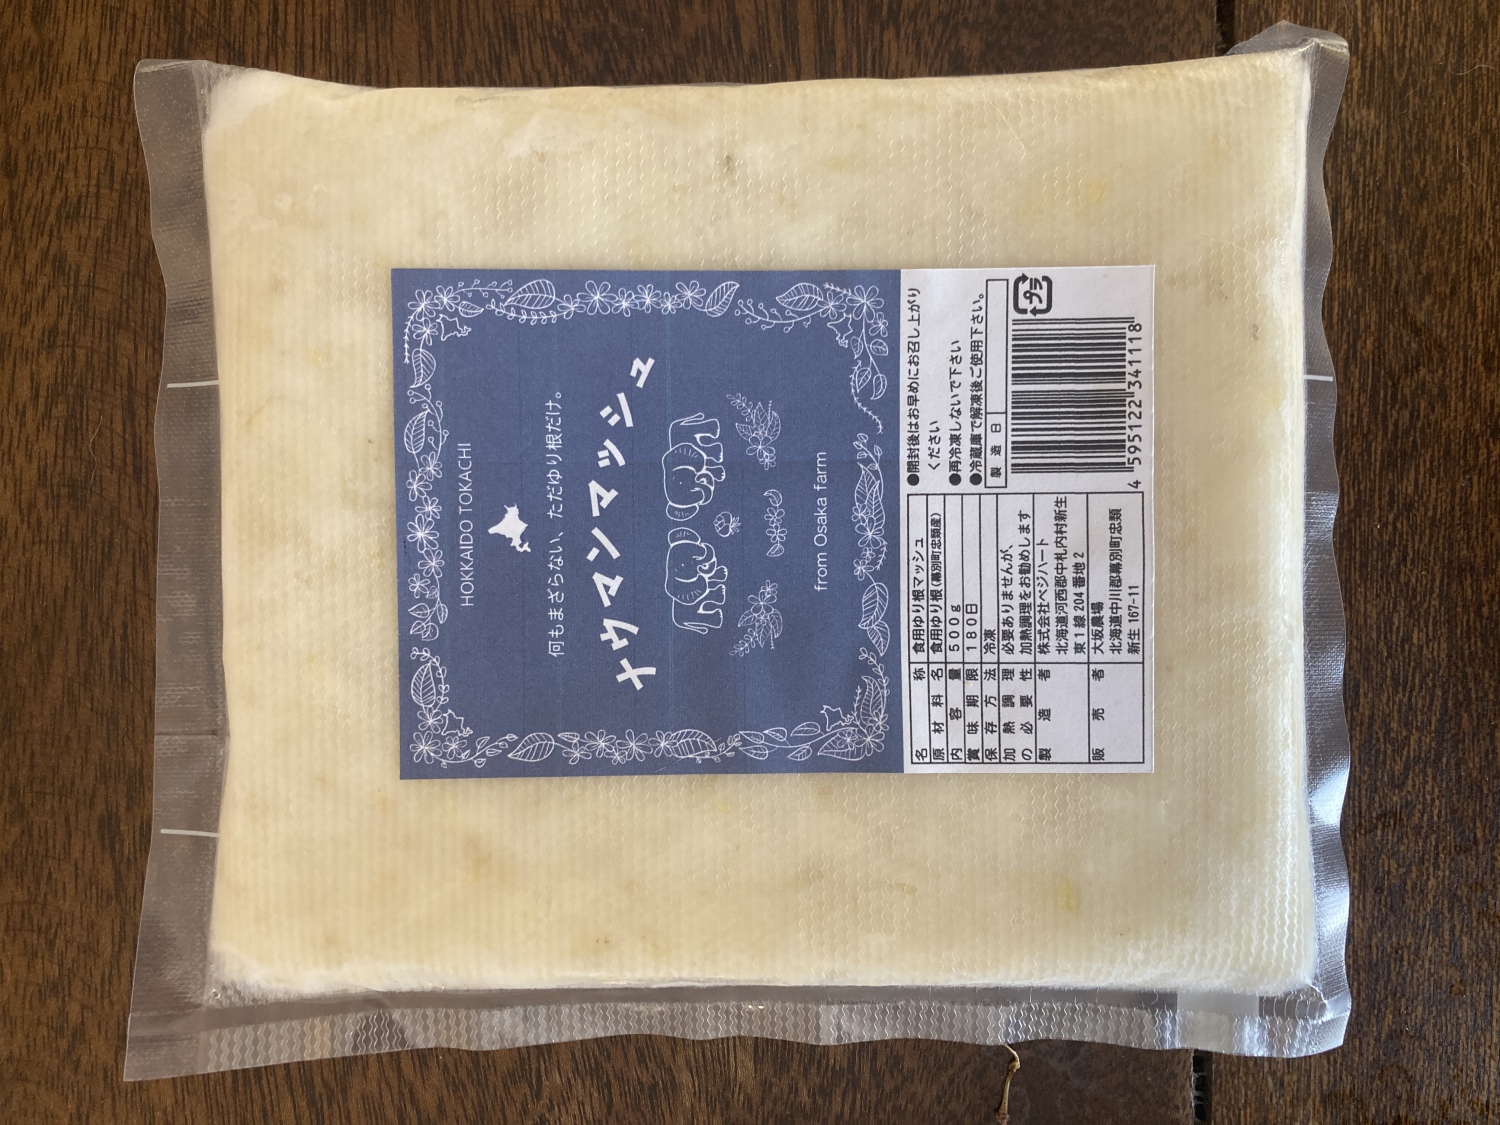 HOKKAIDO TOKACHI
何もまざらない、ただゆり根だけ。
メウマンマッシュ
from Osaka farm
名称 食用ゆり根マッシュ
原材料名 食用ゆり根(幕別町忠類産)
内容量 500g
賞味期限 180日
保存方法 冷凍
加熱調理の必要性 必要ありませんが、
加熱調理をお勧めします
製造者 株式会社ベジハート
北海道河西郡中札内村新生
東1線204番地2
販売者 大坂農場
北海道中川郡幕別町忠類
新生 167-11
●開封後はお早めにお召し上がり
ください
●再冷凍しないで下さい
●冷蔵庫で解凍後ご使用下さい。
製造日
4 595122 341118
プラ